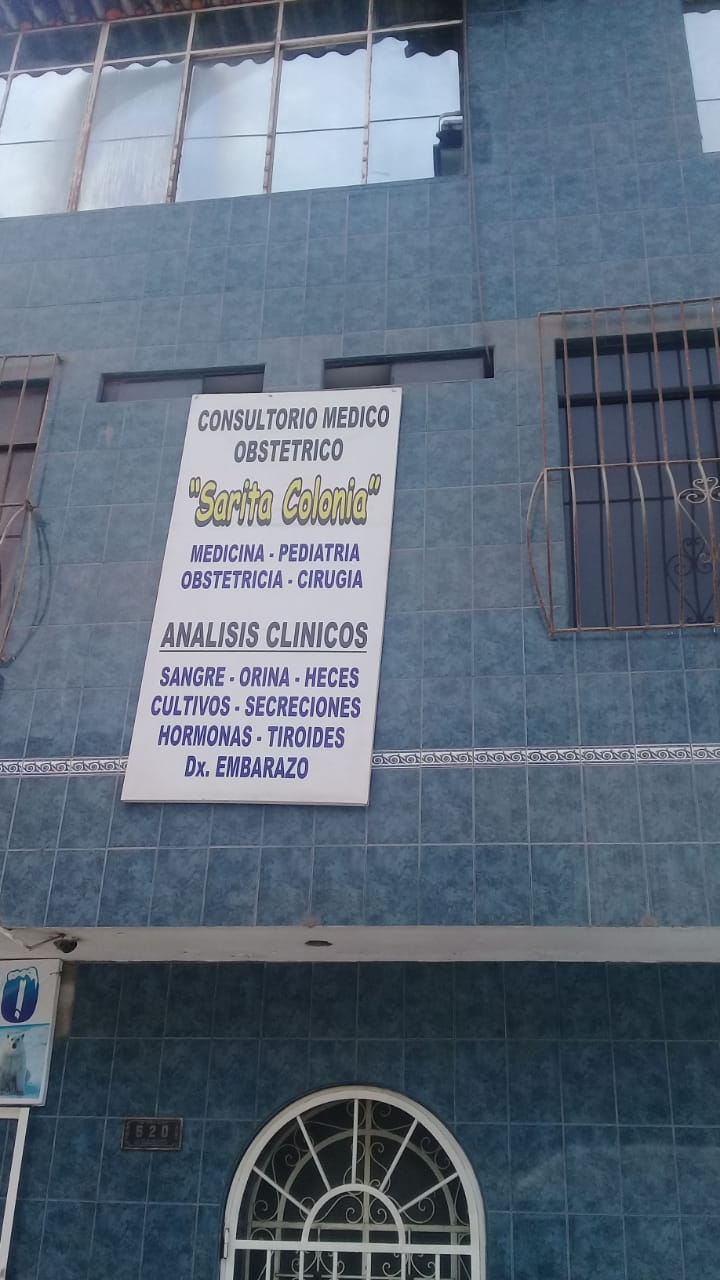 CONSULTORIO MEDICO
OBSTETRICO
"Sarita Colonia"
MEDICINA - PEDIATRIA
OBSTETRICIA - CIRUGIA
ANALISIS CLINICOS
SANGRE - ORINA - HECES
CULTIVOS - SECRECIONES
HORMONAS - TIROIDES
Dx. EMBARAZO
620